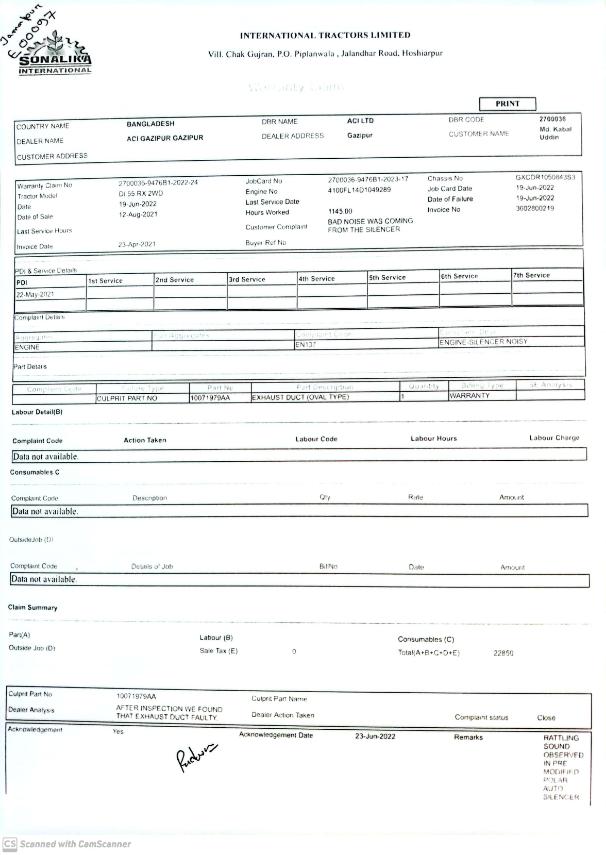 Jamalpur
E00097
SONALIKA
INTERNATIONAL
INTERNATIONAL TRACTORS LIMITED
Vill. Chak Gujran, P.O. Piplanwala , Jalandhar Road, Hoshiarpur
Warranty Claim
PRINT
COUNTRY NAME BANGLADESH DBR NAME ACI LTD DBR CODE 2700036
DEALER NAME ACI GAZIPUR GAZIPUR DEALER ADDRESS Gazipur CUSTOMER NAME Md. Kabal Uddin
CUSTOMER ADDRESS
Warranty Claim No 2700036-9476B1-2022-24 JobCard No 2700036-9476B1-2023-17 Chassis No
Tractor Model DI 55 RX 2WD Engine No 4100FL14D1049289 Job Card Date 19-Jun-2022
Date 19-Jun-2022 Last Service Date Date of Failure 19-Jun-2022
Date of Sale 12-Aug-2021 Hours Worked 1145.00 Invoice No 3602800219
Last Service Hours Customer Complaint BAD NOISE WAS COMING FROM THE SILENCER
Invoice Date 23-Apr-2021 Buyer Ref No
PDI & Service Details
PDI 1st Service 2nd Service 3rd Service 4th Service 5th Service 6th Service 7th Service
22-May-2021
Complaint Details
Aggregates Sub Aggregates Complaint Code Complaint Desc
ENGINE EN137 ENGINE-SILENCER NOISY
Part Details
Complaint Code Failure Type Part No Part Description Quantity Billing Type SE Analysis
CULPRIT PART NO 10071979AA EXHAUST DUCT (OVAL TYPE) 1 WARRANTY
Labour Detail(B)
Complaint Code Action Taken Labour Code Labour Hours Labour Charge
Data not available.
Consumables C
Complaint Code Description Qty Rate Amount
Data not available.
OutsideJob (D)
Complaint Code Details of Job Bill No Date Amount
Data not available.
Claim Summary
Part(A) Labour (B) Consumables (C)
Outside Job (D) Sale Tax (E) 0 Total(A+B+C+D+E) 22850
Culprit Part No 10071979AA Culprit Part Name
Dealer Analysis AFTER INSPECTION WE FOUND THAT EXHAUST DUCT FAULTY. Dealer Action Taken Complaint status Close
Acknowledgement Yes Acknowledgement Date 23-Jun-2022 Remarks RATTLING
SOUND
OBSERVED
IN PRE
MODIFIED
POLAR
AUTO
SILENCER
CS Scanned with CamScanner